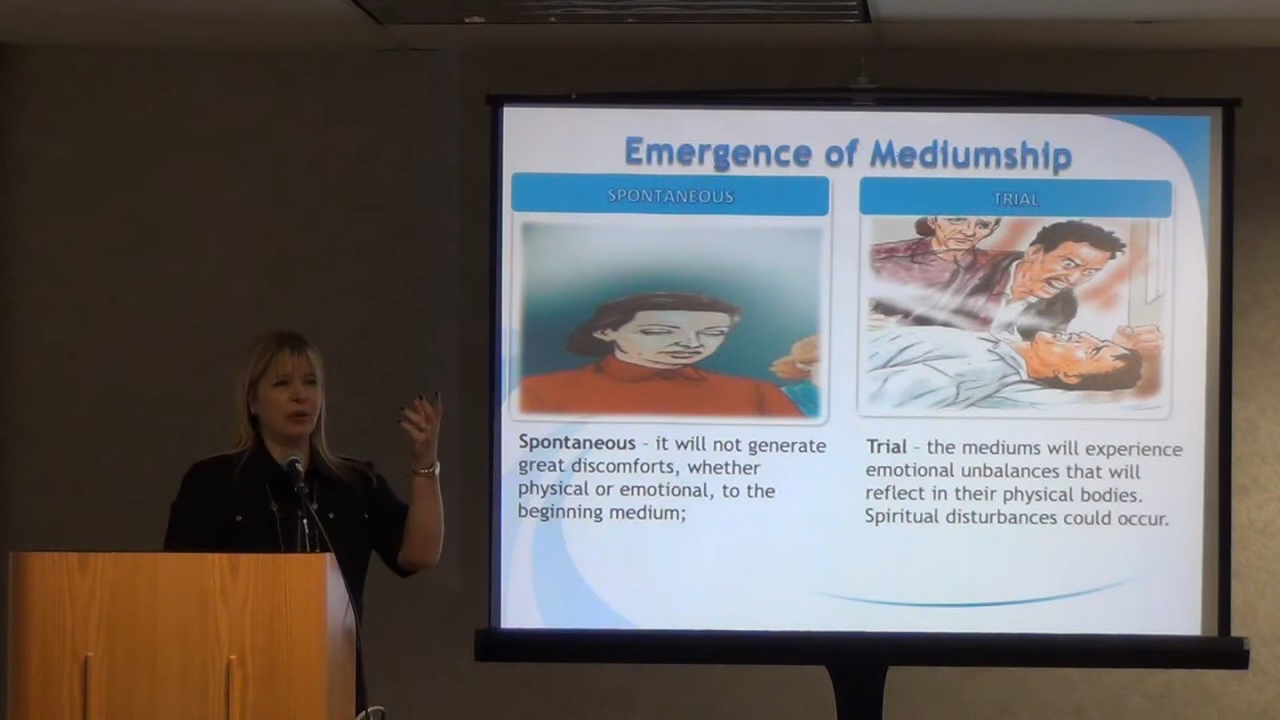 Emergence of Mediumship
SPONTANEOUS
Spontaneous - it will not generate
great discomforts, whether
physical or emotional, to the
beginning medium;
TRIAL
Trial - the mediums will experience
emotional unbalances that will
reflect in their physical bodies.
Spiritual disturbances could occur.